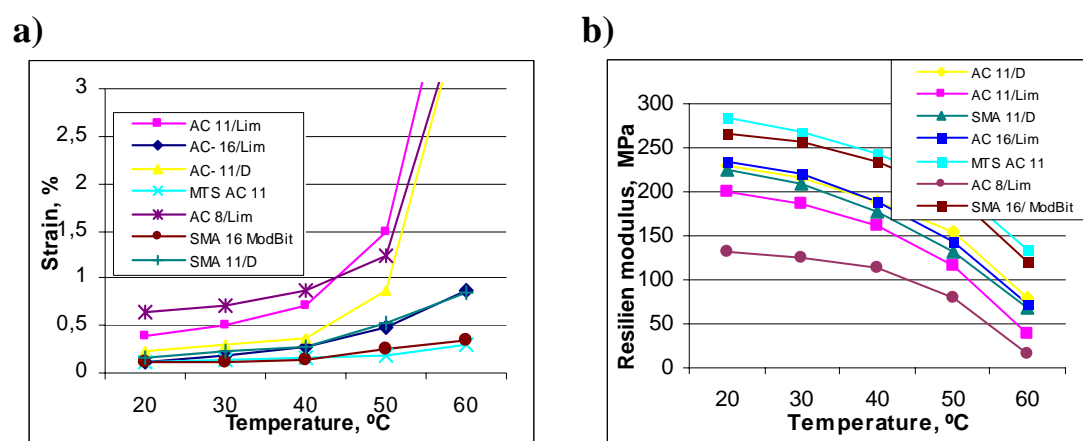 a)
3
2,5
2
1,5
1
0,5
0
Strain, %
AC 11/Lim
AC- 16/Lim
AC- 11/D
MTS AC 11
AC 8/Lim
SMA 16 ModBit
SMA 11/D
20 30 40 50 60
Temperature, ºC
b)
300
250
200
150
100
50
0
Resilien modulus, MPa
AC 11/D
AC 11/Lim
SMA 11/D
AC 16/Lim
MTS AC 11
AC 8/Lim
SMA 16/ ModBit
20 30 40 50 60
Temperature, ºC